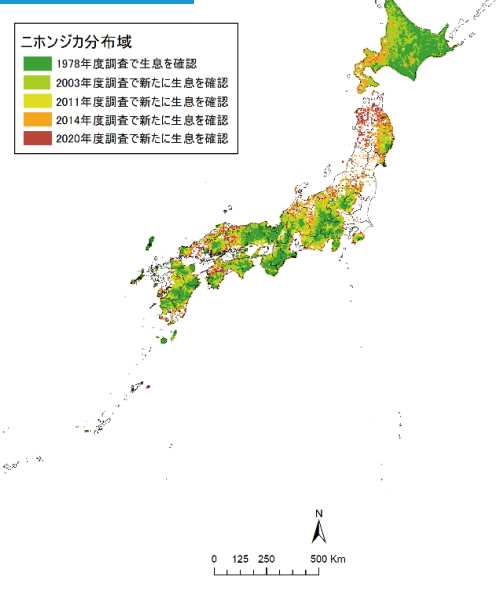 ニホンジカ分布域
1978年度調査で生息を確認
2003年度調査で新たに生息を確認
2011年度調査で新たに生息を確認
2014年度調査で新たに生息を確認
2020年度調査で新たに生息を確認
N
0 125 250 500 Km